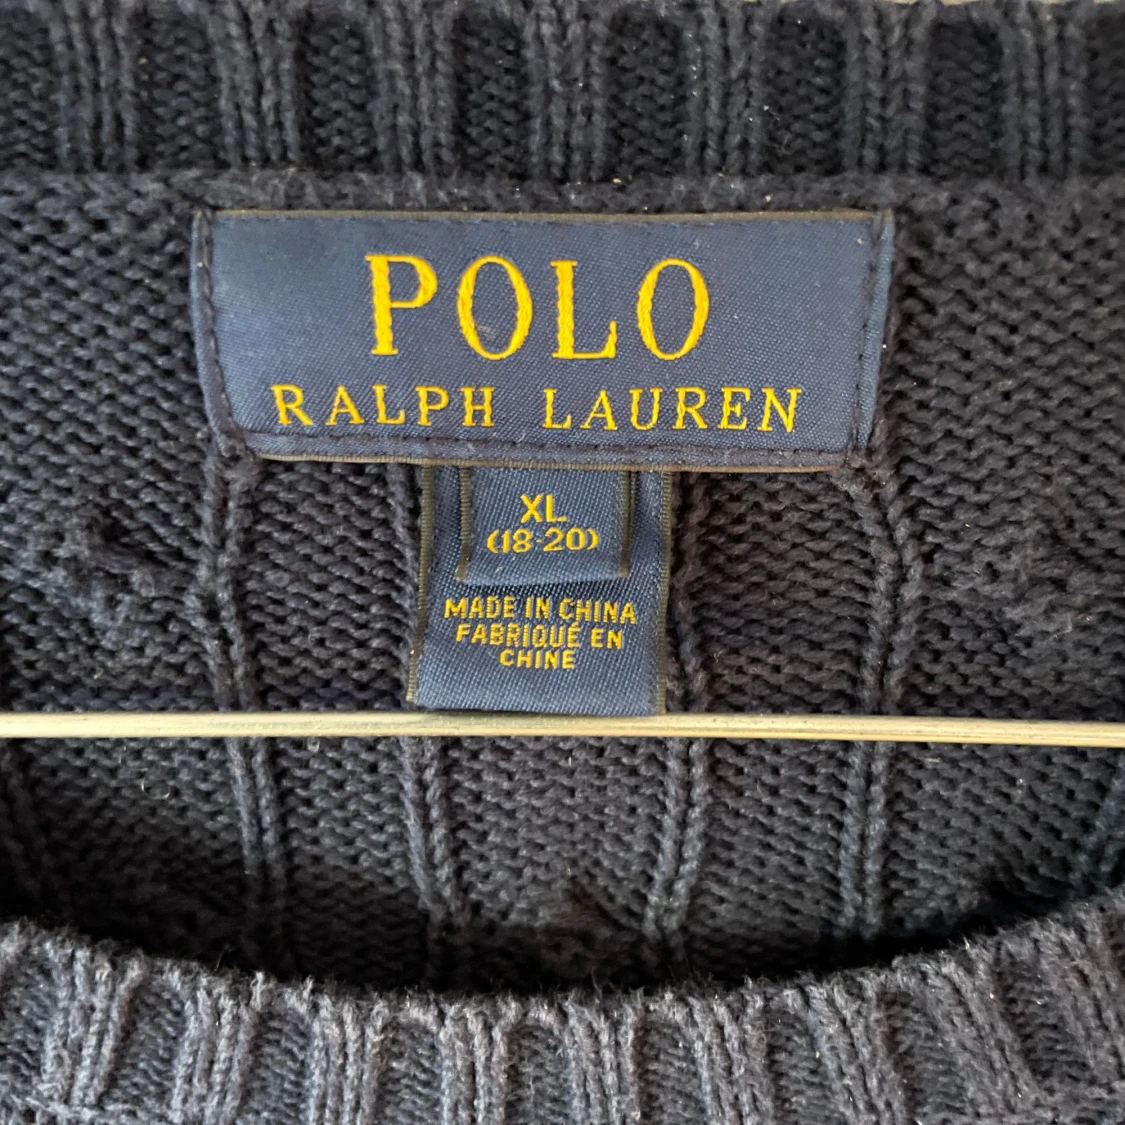 POLO
RALPH LAUREN
XL
(18-20)
MADE IN CHINA
FABRIQUÉ EN
CHINE